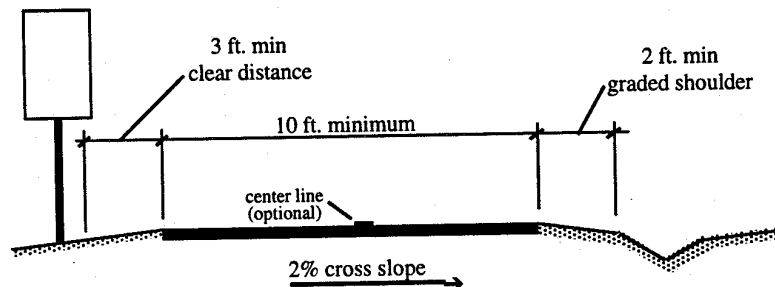 3 ft. min
clear distance
2 ft. min
graded shoulder
10 ft. minimum
center line
(optional)
2% cross slope